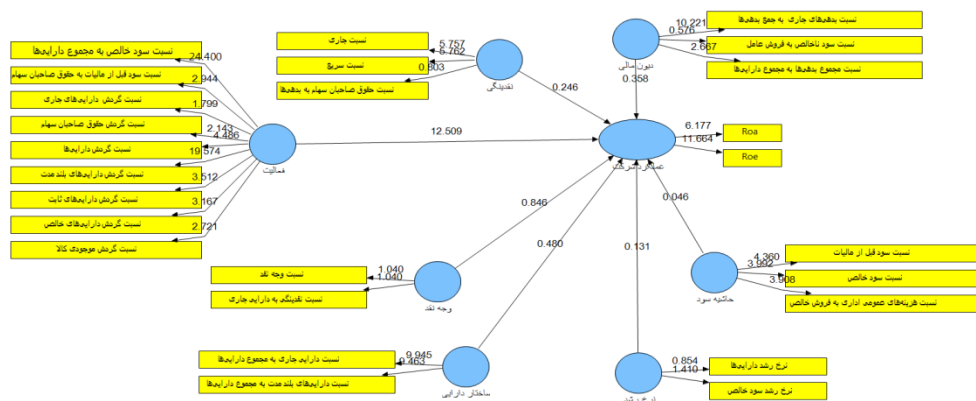 نسبت سود خالص به مجموع دارایی‌ها
24.400
نسبت سود قبل از مالیات به حقوق صاحبان سهام
2.944
نسبت گردش دارایی‌های جاری
1.799
نسبت گردش حقوق صاحبان سهام
2.143
4.486
نسبت گردش دارایی‌ها
19.574
نسبت گردش دارایی‌های بلند مدت
3.512
نسبت گردش دارایی‌های ثابت
3.167
نسبت گردش دارایی‌های خالص
2.721
نسبت گردش موجودی کالا
فعالیت
12.509
نسبت جاری
5.757
5.762
نسبت سریع
0.803
نسبت حقوق صاحبان سهام به بدهی‌ها
نقدینگی
0.246
نسبت بدهی‌های جاری به جمع بدهی‌ها
10.221
0.576
نسبت سود ناخالص به فروش عامل
2.667
نسبت مجموع بدهی‌ها به مجموع دارایی‌ها
دیون مالی
0.358
6.177
Roa
11.664
Roe
عملکرد شرکت
0.846
0.480
0.131
0.046
نسبت وجه نقد
1.040
1.040
نسبت نقدینگی به دارایی جاری
وجه نقد
نسبت دارایی جاری به مجموع دارایی‌ها
9.945
9.463
نسبت دارایی‌های بلند مدت به مجموع دارایی‌ها
ساختار دارایی
0.854
نرخ رشد دارایی‌ها
1.410
نرخ رشد سود خالص
نرخ رشد
نسبت سود قبل از مالیات
4.360
3.992
نسبت سود خالص
3.908
نسبت هزینه‌های عمومی اداری به فروش خالص
حاشیه سود